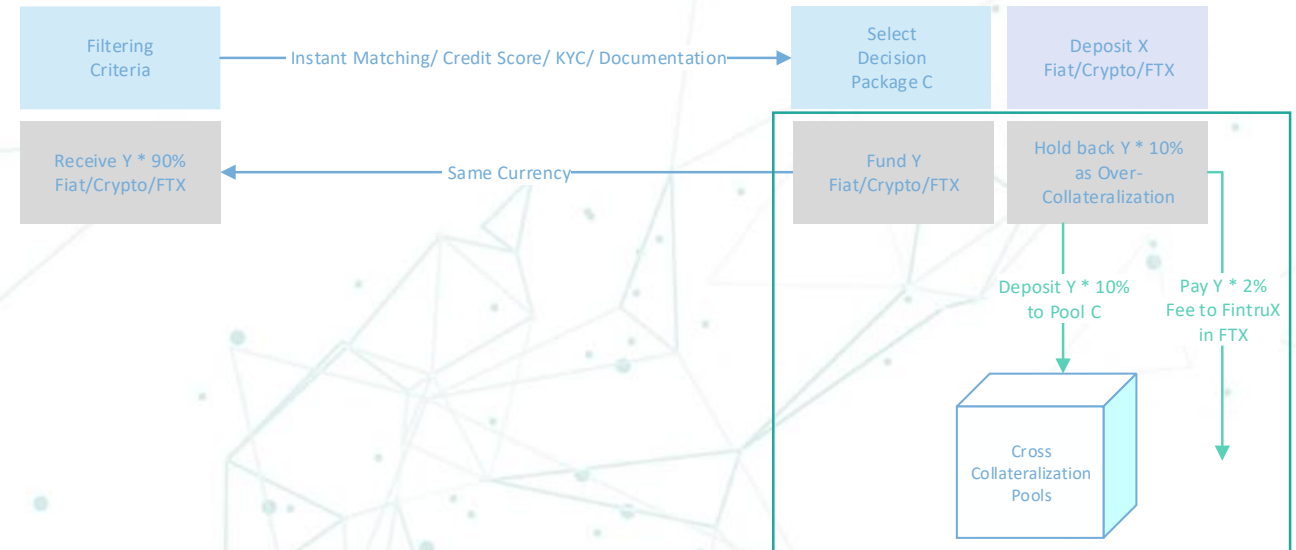 Filtering
Criteria
Instant Matching/ Credit Score/ KYC/ Documentation
Select
Decision
Package C
Deposit X
Fiat/Crypto/FTX
Receive Y * 90%
Fiat/Crypto/FTX
Same Currency
Fund Y
Fiat/Crypto/FTX
Hold back Y * 10%
as Over-
Collateralization
Deposit Y * 10%
to Pool C
Pay Y * 2%
Fee to FintruX
in FTX
Cross
Collateralization
Pools